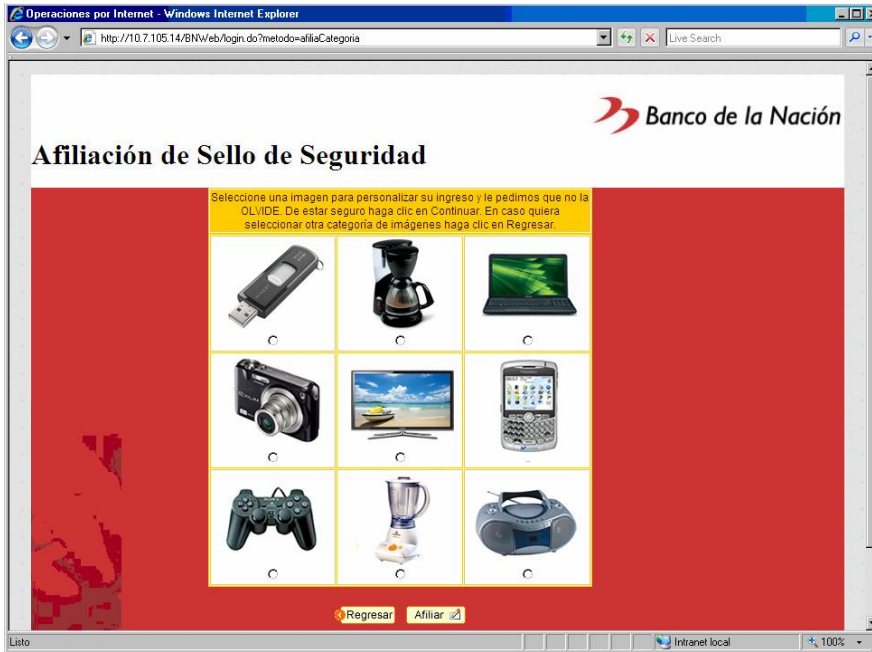 Operaciones por Internet - Windows Internet Explorer
http://10.7.105.14/BNWeb/login.do?metodo=afiliaCategoria
Live Search
Banco de la Nación
Afiliación de Sello de Seguridad
Seleccione una imagen para personalizar su ingreso y le pedimos que no la
OLVIDE. De estar seguro haga clic en Continuar. En caso quiera
seleccionar otra categoría de imágenes haga clic en Regresar.
Regresar
Afiliar
Listo
Intranet local
100%